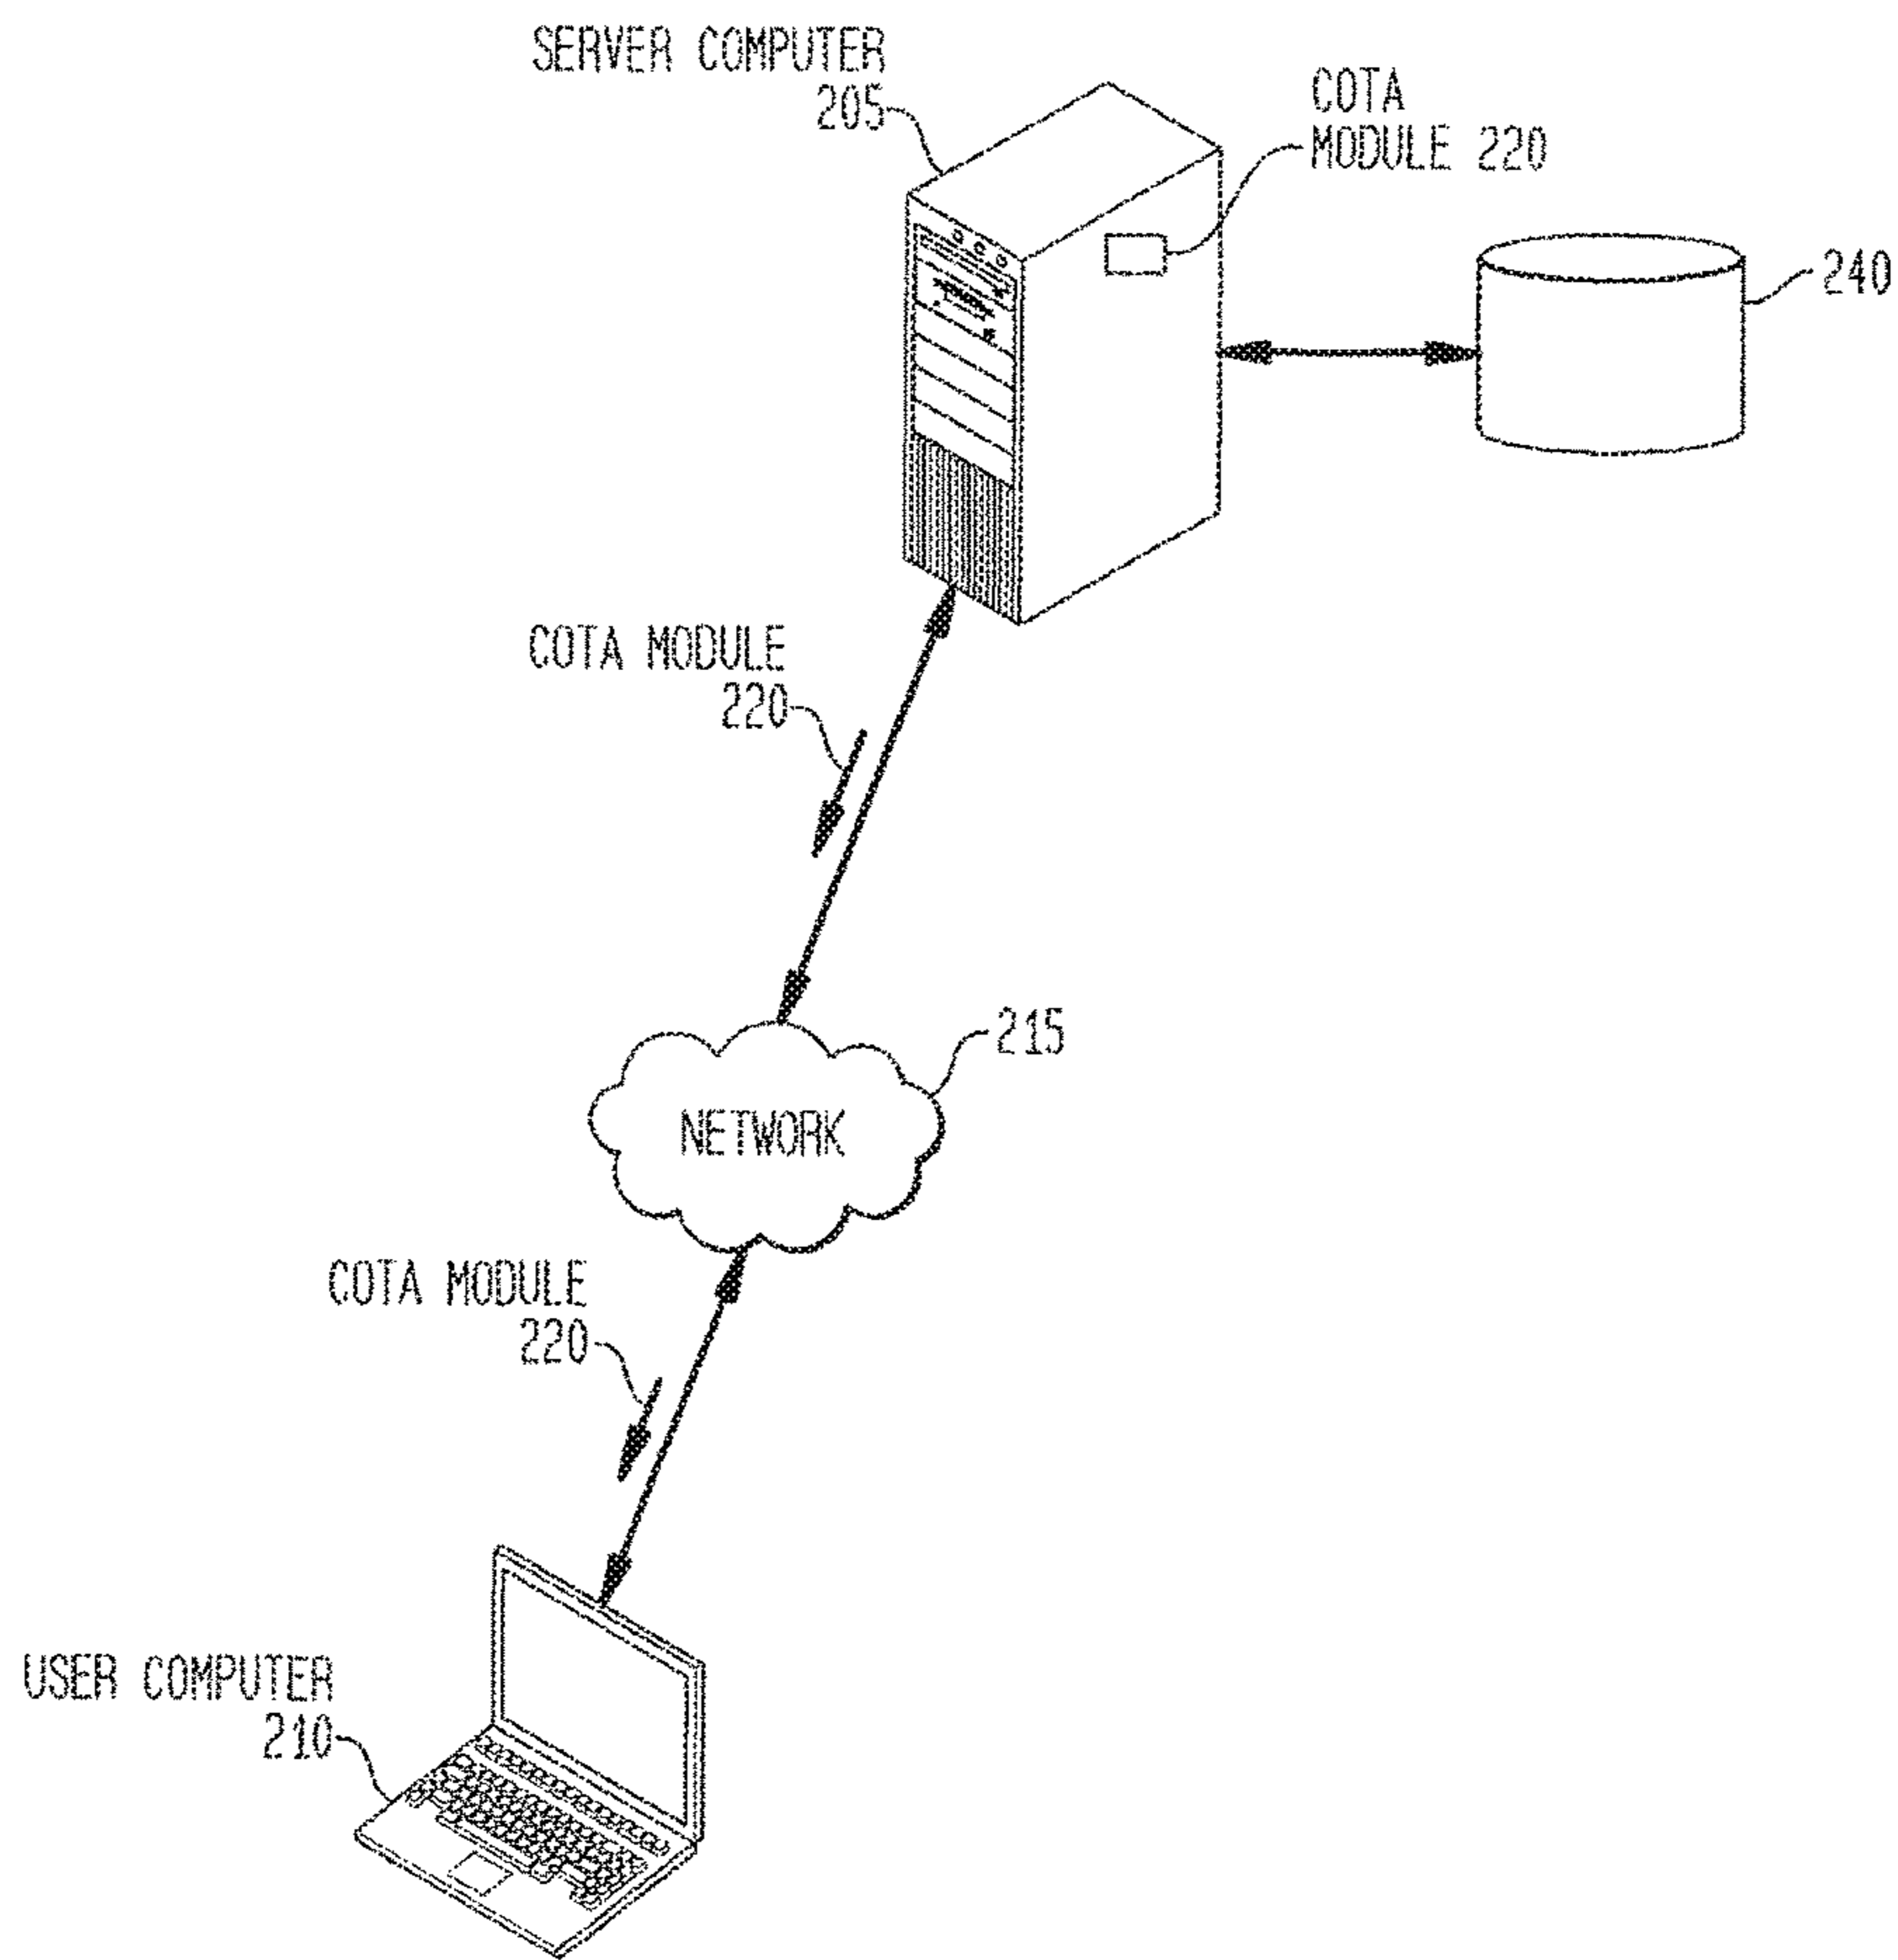 SERVER COMPUTER
205
COTA
MODULE 220
240
COTA MODULE
220
215
NETWORK
COTA MODULE
220
USER COMPUTER
210